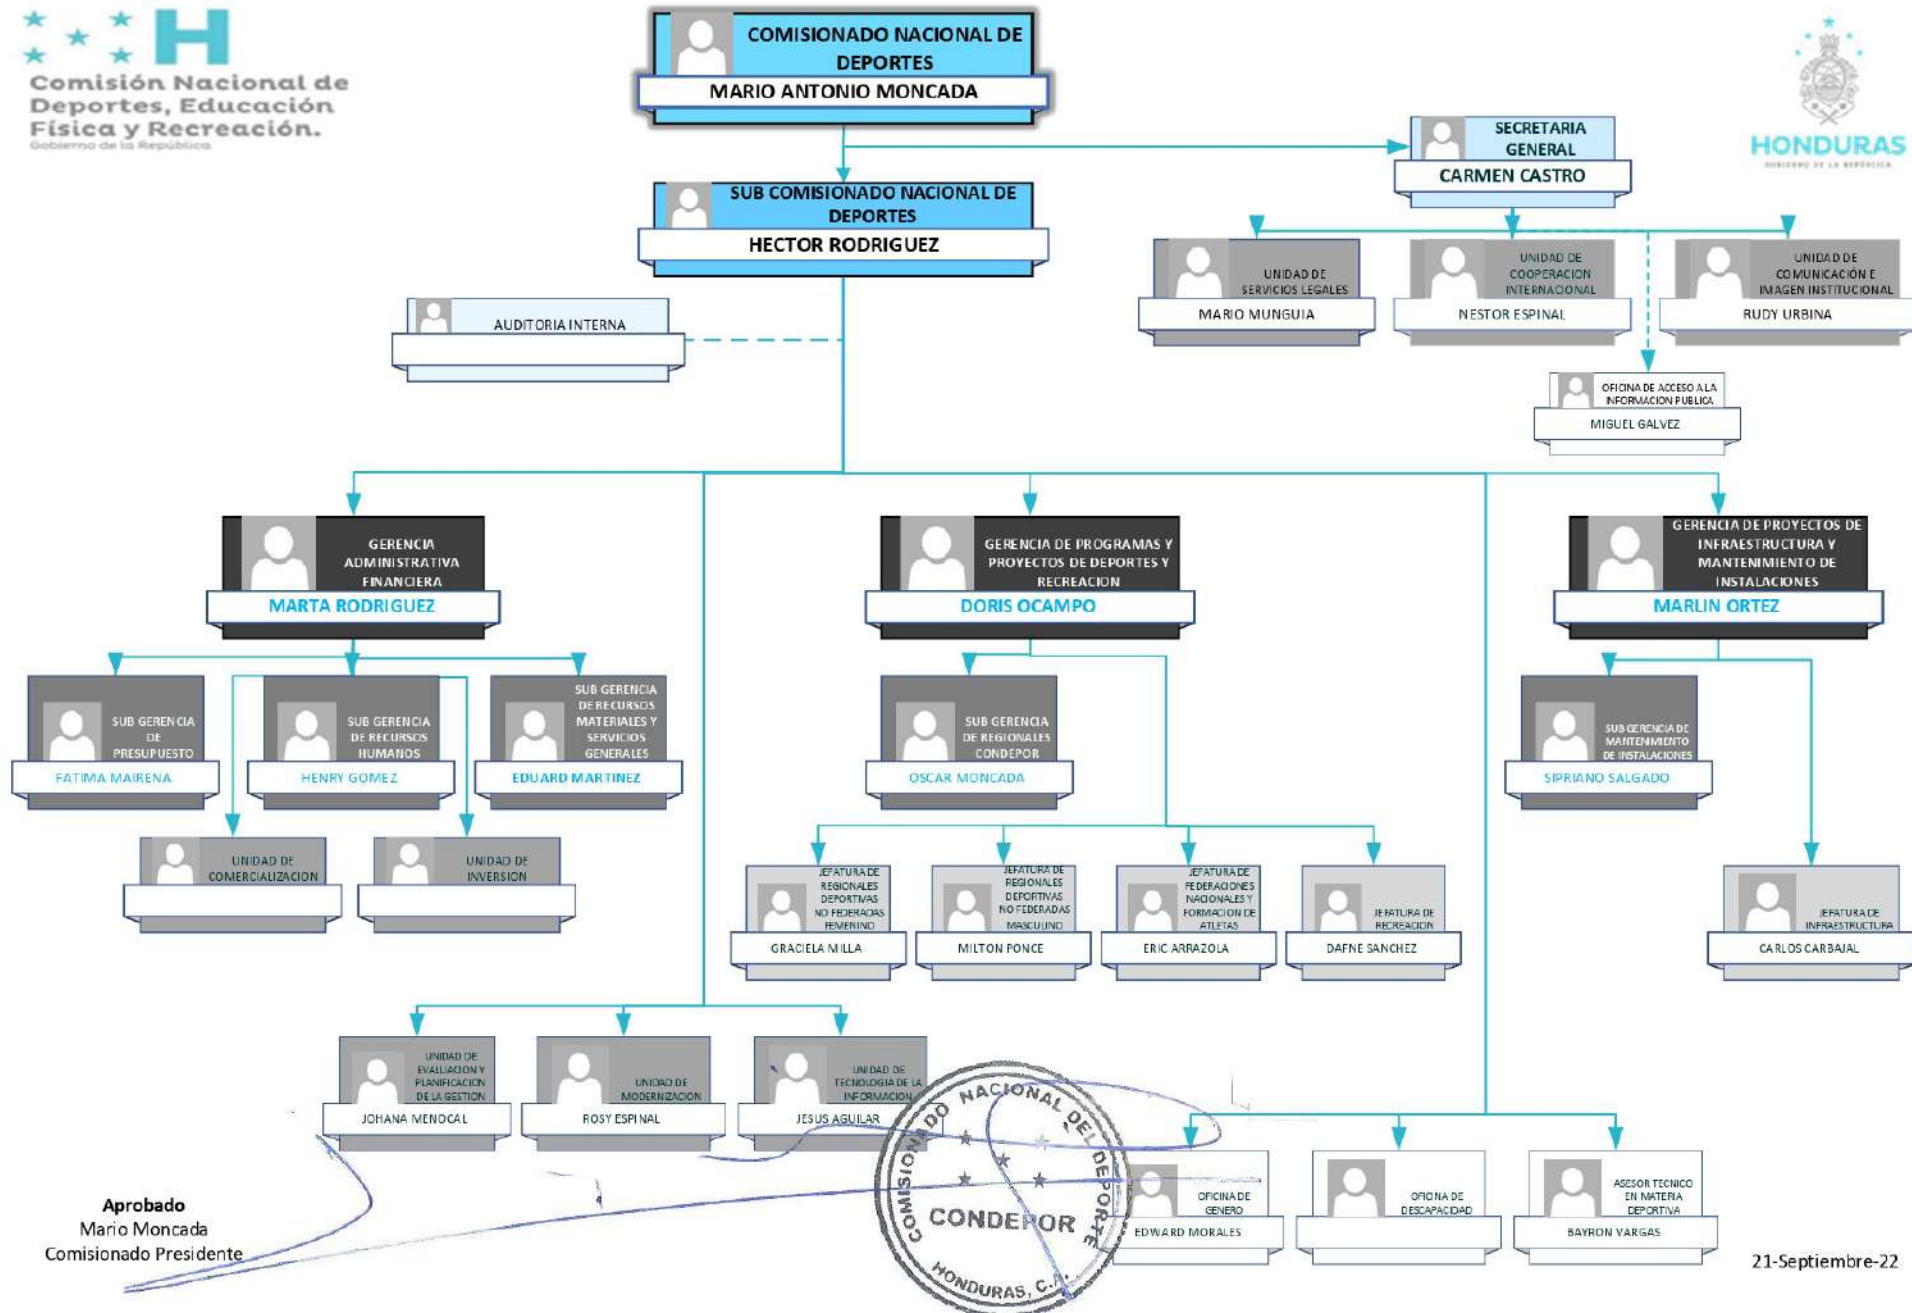 Comisión Nacional de
Deportes, Educación
Física y Recreación.
Gobierno de la República
HONDURAS
GOBIERNO DE LA REPÚBLICA
COMISIONADO NACIONAL DE
DEPORTES
MARIO ANTONIO MONCADA
SECRETARIA
GENERAL
CARMEN CASTRO
SUB COMISIONADO NACIONAL DE
DEPORTES
HECTOR RODRIGUEZ
UNIDAD DE
SERVICIOS LEGALES
MARIO MUNGUIA
UNIDAD DE
COOPERACION
INTERNACIONAL
NESTOR ESPINAL
UNIDAD DE
COMUNICACIÓN E
IMAGEN INSTITUCIONAL
RUDY URBINA
AUDITORIA INTERNA
OFICINA DE ACCESO A LA
INFORMACION PUBLICA
MIGUEL GALVEZ
GERENCIA
ADMINISTRATIVA
FINANCIERA
MARTA RODRIGUEZ
GERENCIA DE PROGRAMAS Y
PROYECTOS DE DEPORTES Y
RECREACION
DORIS OCAMPO
GERENCIA DE PROYECTOS DE
INFRAESTRUCTURA Y
MANTENIMIENTO DE
INSTALACIONES
MARLIN ORTEZ
SUB GERENCIA
DE
PRESUPUESTO
FATIMA MAIRENA
SUB GERENCIA
DE RECURSOS
HUMANOS
HENRY GOMEZ
SUB GERENCIA
DE RECURSOS
MATERIALES Y
SERVICIOS
GENERALES
EDUARD MARTINEZ
SUB GERENCIA
DE REGIONALES
CONDEPOR
OSCAR MONCADA
SUB GERENCIA DE
MANTENIMIENTO
DE INSTALACIONES
SIPRIANO SALGADO
UNIDAD DE
COMERCIALIZACION
UNIDAD DE
INVERSION
JEFATURA DE
REGIONALES
DEPORTIVAS
NO FEDERADAS
FEMENINO
GRACIELA MILLA
JEFATURA DE
REGIONALES
DEPORTIVAS
NO FEDERADAS
MASCULINO
MILTON PONCE
JEFATURA DE
FEDERACIONES
NACIONALES Y
FORMACION DE
ATLETAS
ERIC ARRAZOLA
JEFATURA DE
RECREACION
DAFNE SANCHEZ
JEFATURA DE
INFRAESTRUCTURA
CARLOS CARBAJAL
UNIDAD DE
EVALUACION Y
PLANIFICACION
DE LA GESTION
JOHANA MENOCAL
UNIDAD DE
MODERNIZACION
ROSY ESPINAL
UNIDAD DE
TECNOLOGIA DE LA
INFORMACION
JESUS AGUILAR
COMISIONADO NACIONAL DEL DEPORTE
CONDEPOR
HONDURAS, C.A.
OFICINA DE
GENERO
EDWARD MORALES
OFICINA DE
DESCAPACIDAD
ASESOR TECNICO
EN MATERIA
DEPORTIVA
BAYRON VARGAS
Aprobado
Mario Moncada
Comisionado Presidente
21-Septiembre-22